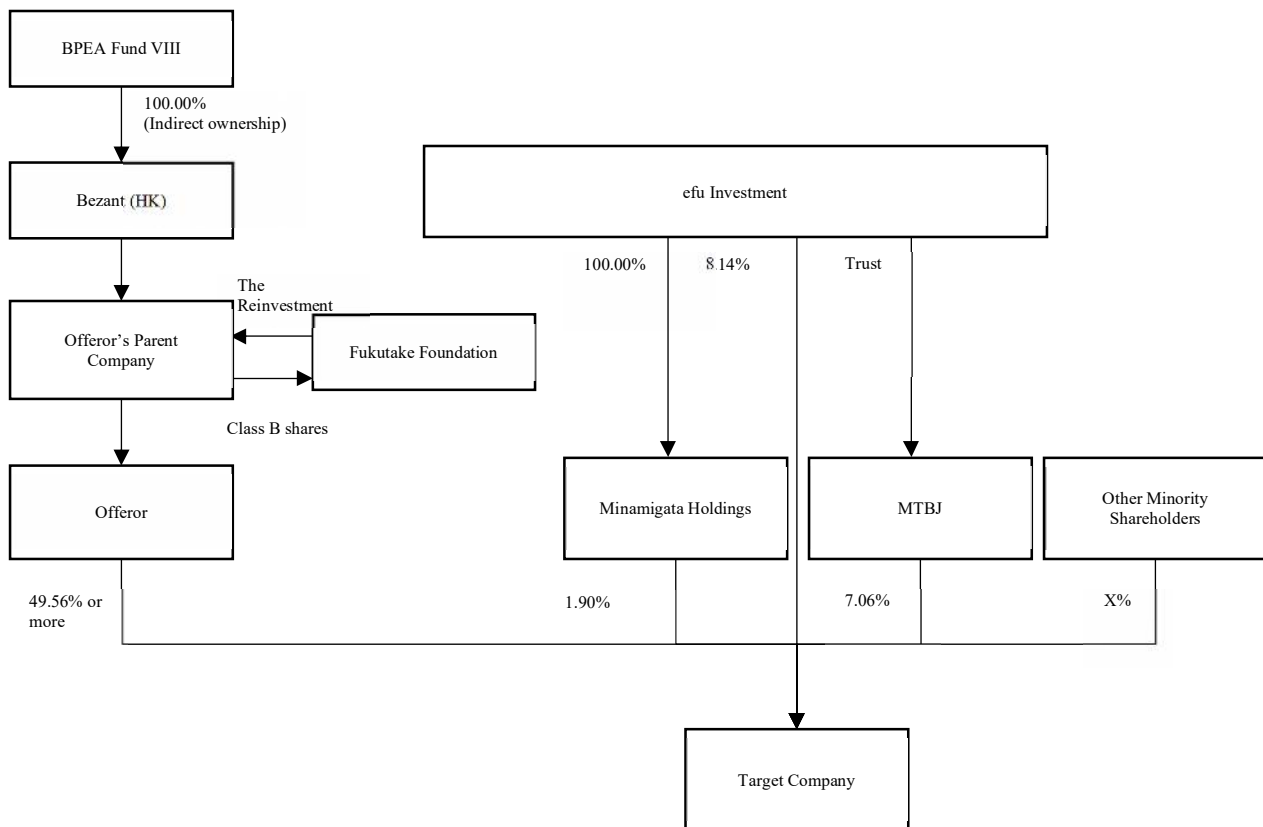 BPEA Fund VIII
100.00%
(Indirect ownership)
Bezant (HK)
efu Investment
100.00%
8.14%
Trust
The
Reinvestment
Offeror’s Parent
Company
Fukutake Foundation
Class B shares
Offeror
Minamigata Holdings
MTBJ
Other Minority
Shareholders
49.56% or
more
1.90%
7.06%
X%
Target Company